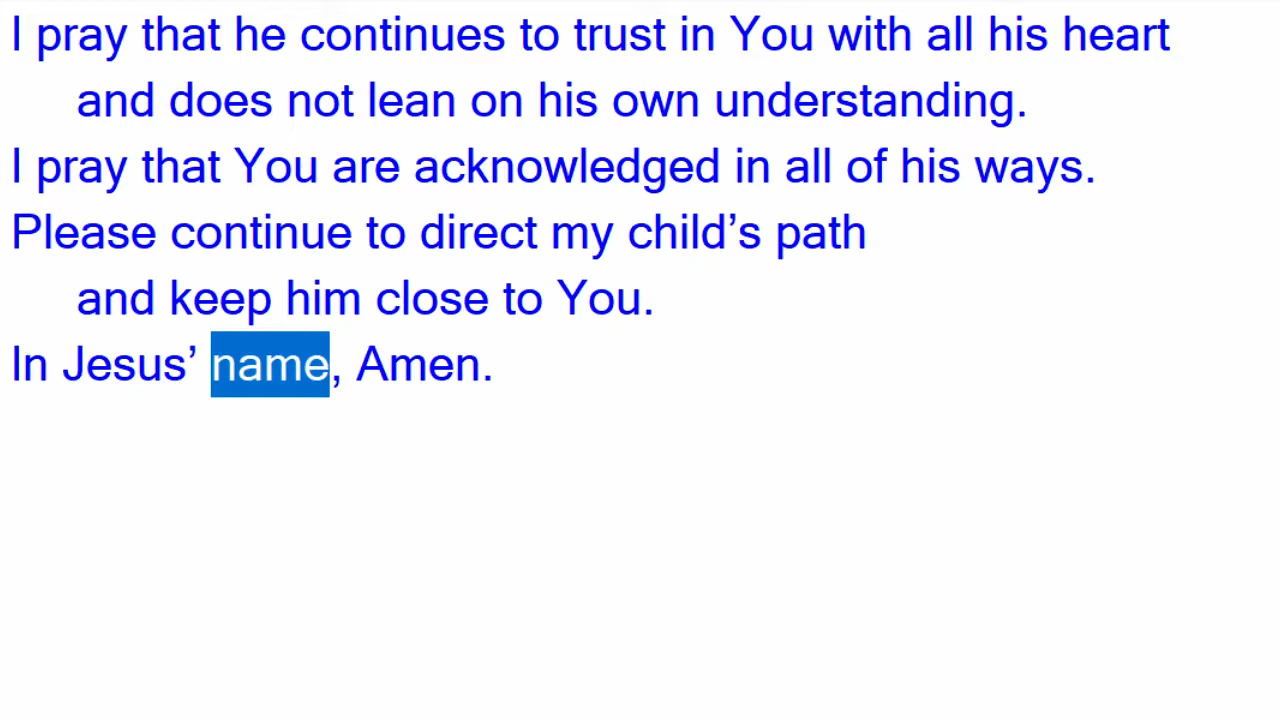 I pray that he continues to trust in You with all his heart
and does not lean on his own understanding.
I pray that You are acknowledged in all of his ways.
Please continue to direct my child’s path
and keep him close to You.
In Jesus’ name, Amen.